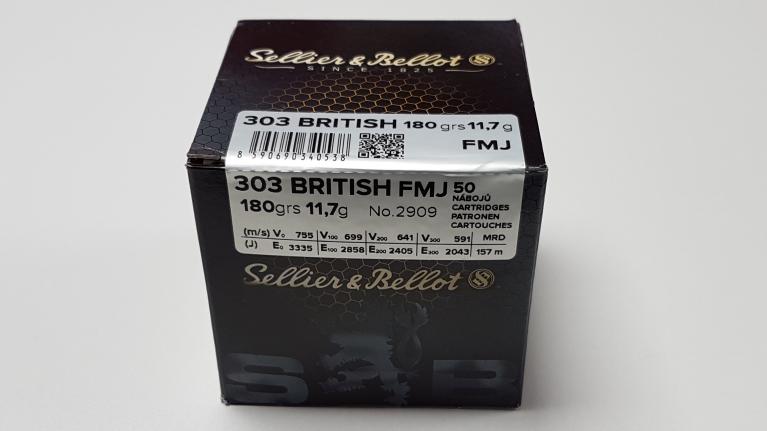 Sellier & Bellot
SINCE 1825
303 BRITISH 180 grs 11,7 g
8 590690340538
FMJ
303 BRITISH FMJ 50
NÁBOJŮ
180grs 11,7g No.2909 CARTRIDGES
PATRONEN
CARTOUCHES
(m/s) V₀ 755 V₁₀₀ 699 V₂₀₀ 641 V₃₀₀ 591 MRD
(J) E₀ 3335 E₁₀₀ 2858 E₂₀₀ 2405 E₃₀₀ 2043 157 m
Sellier & Bellot
S B